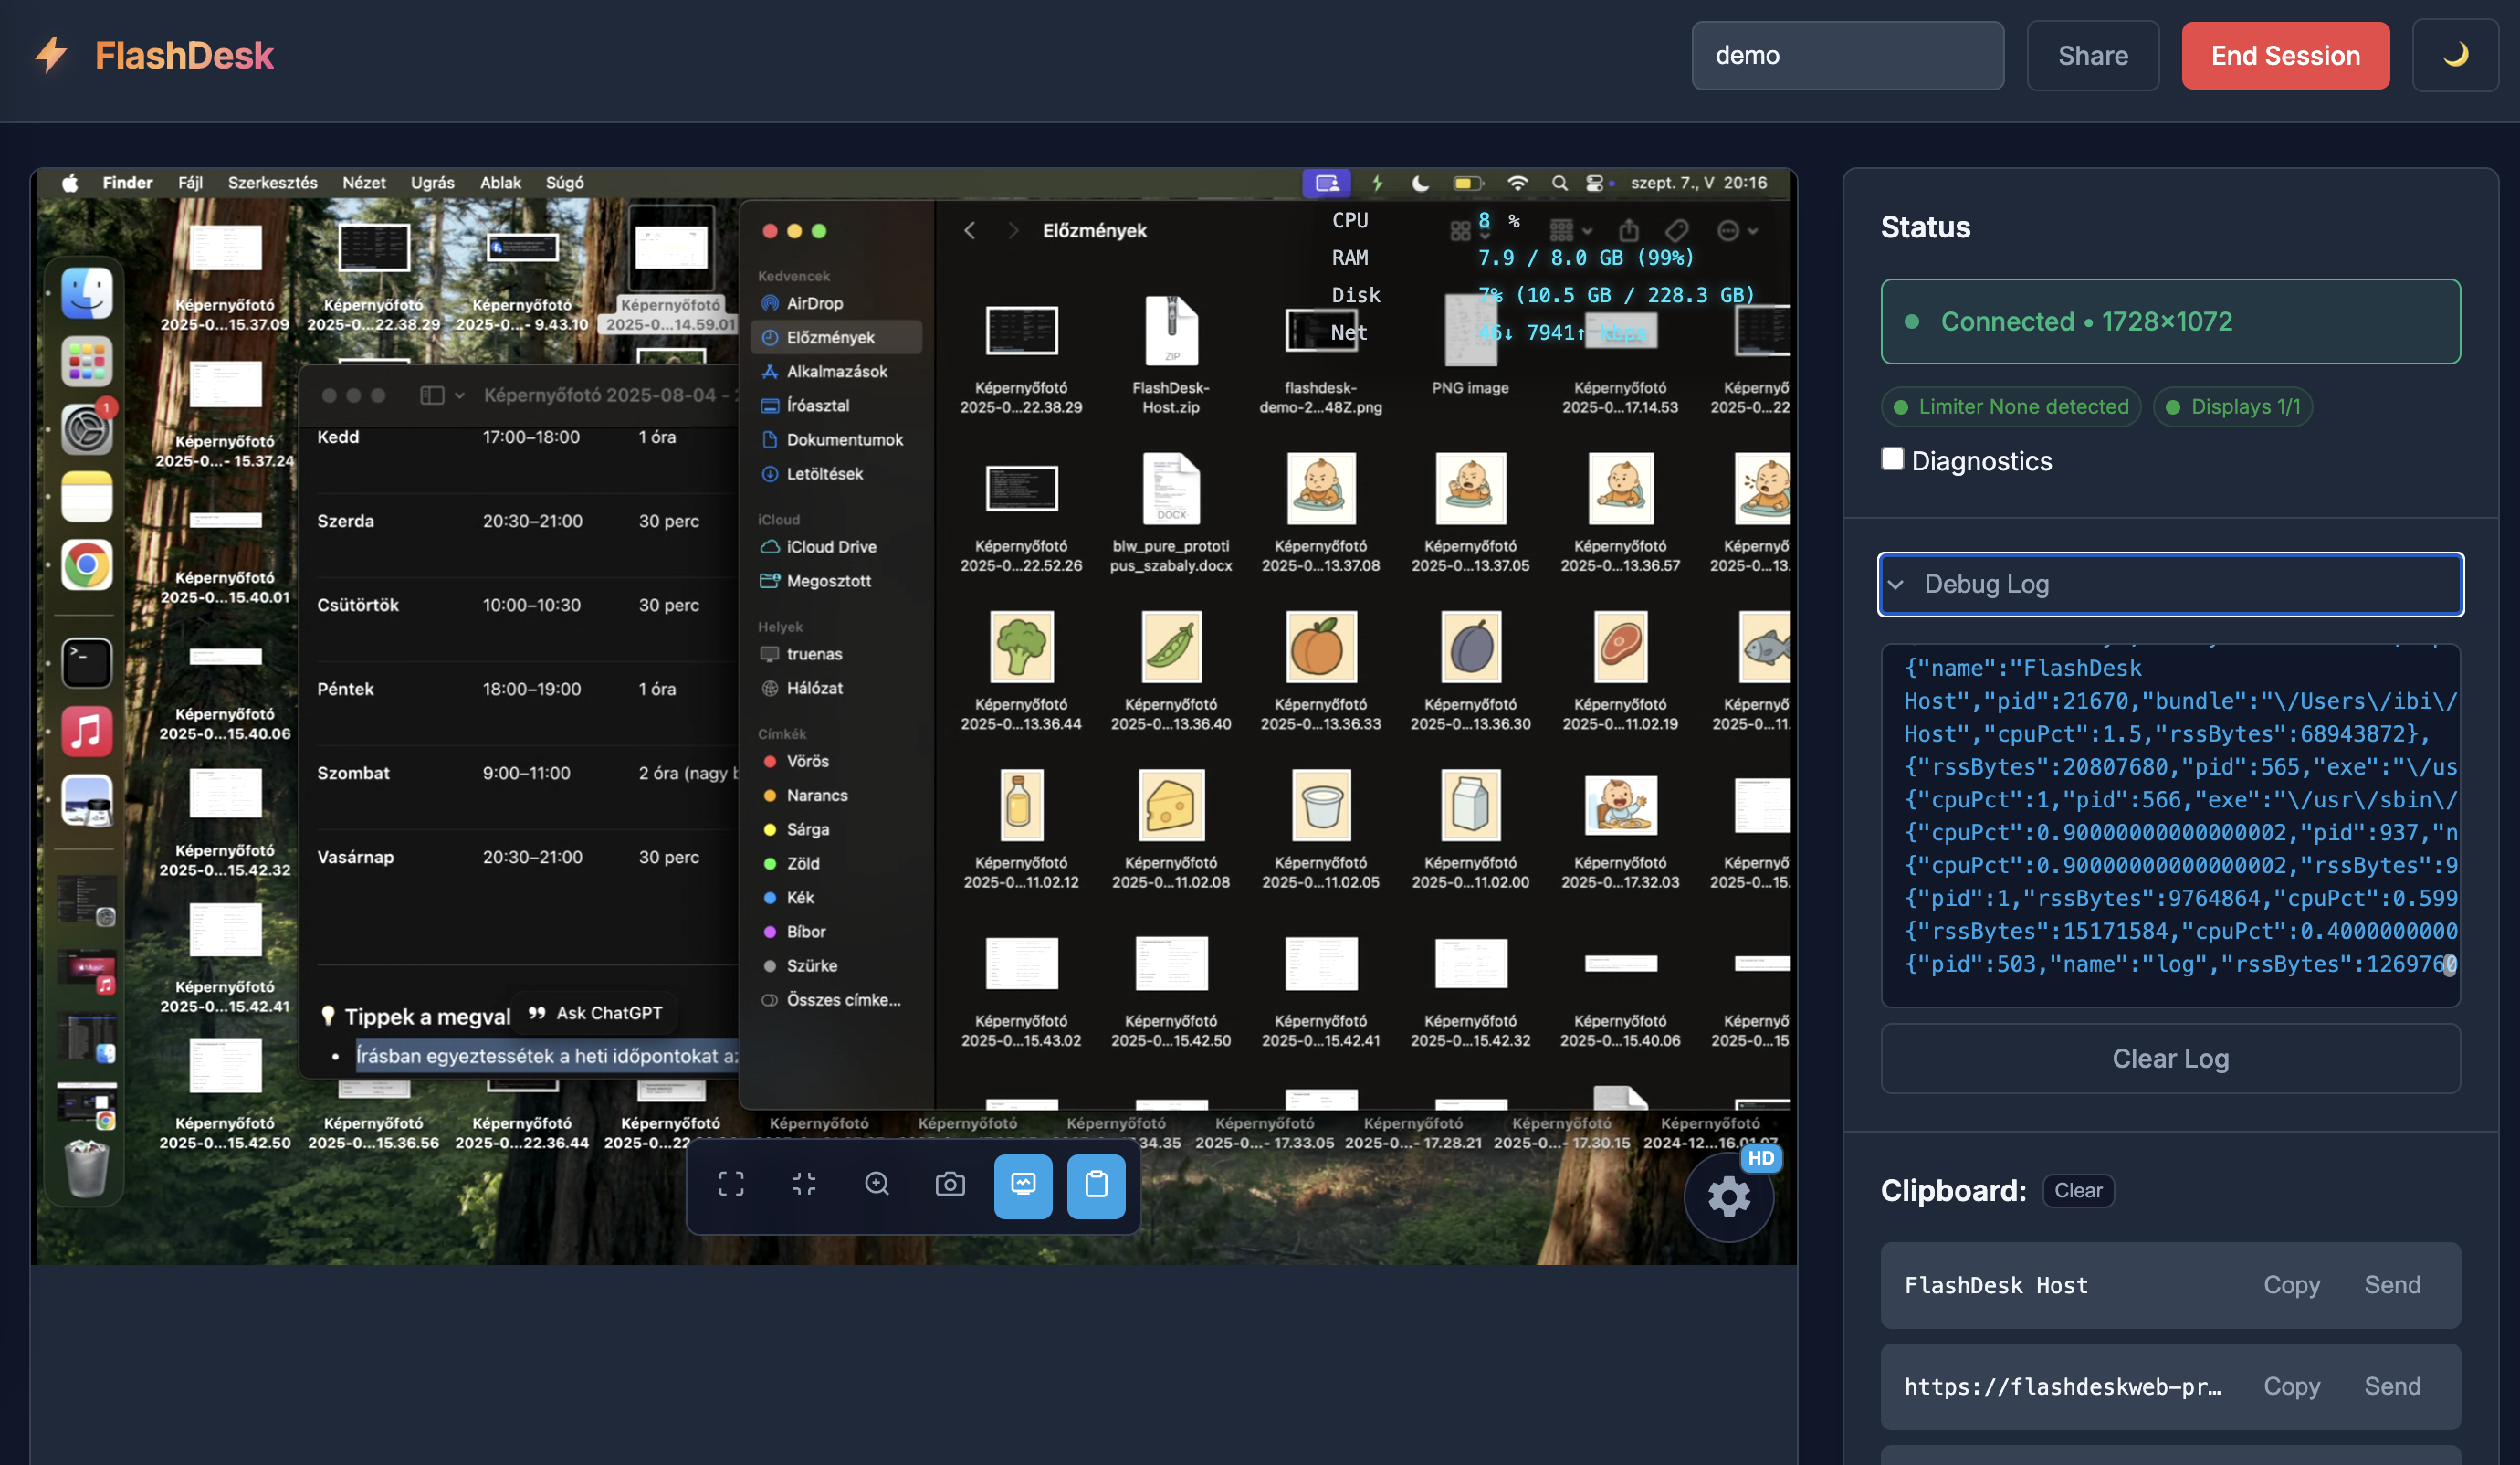 FlashDesk
demo
Share
End Session
Finder Fájl Szerkesztés Nézet Ugrás Ablak Súgó
szept. 7., V 20:16
CPU 8 %
RAM 7.9 / 8.0 GB (99%)
Disk 7% (10.5 GB / 228.3 GB)
Net 46↓ 7941↑ kbps
Képernyőfotó
2025-0...15.37.09
Képernyőfotó
2025-0...22.38.29
Képernyőfotó
2025-0...- 9.43.10
Képernyőfotó
2025-0...14.59.01
Képernyőfotó
2025-0...- 15.37.24
Képernyőfotó
2025-0...15.40.01
Képernyőfotó
2025-0...15.40.06
Képernyőfotó
2025-0...15.42.32
Képernyőfotó
2025-0...15.42.41
1
Képernyőfotó 2025-08-04 -
Kedd 17:00–18:00 1 óra
Szerda 20:30–21:00 30 perc
Csütörtök 10:00–10:30 30 perc
Péntek 18:00–19:00 1 óra
Szombat 9:00–11:00 2 óra (nagy
Vasárnap 20:30–21:00 30 perc
Tippek a megval
Ask ChatGPT
• Írásban egyeztessétek a heti időpontokat
Előzmények
Kedvencek
AirDrop
Előzmények
Alkalmazások
Íróasztal
Dokumentumok
Letöltések
iCloud
iCloud Drive
Megosztott
Helyek
truenas
Hálózat
Címkék
Vörös
Narancs
Sárga
Zöld
Kék
Bíbor
Szürke
Összes címke...
Képernyőfotó
2025-0...22.38.29
ZIP
FlashDesk-
Host.zip
flashdesk-
demo-2...48Z.png
PNG image
Képernyőfotó
2025-0...17.14.53
Képernyő
2025-0...22
Képernyőfotó
2025-0...22.52.26
DOCX
blw_pure_prototi
pus_szabaly.docx
Képernyőfotó
2025-0...13.37.08
Képernyőfotó
2025-0...13.37.05
Képernyőfotó
2025-0...13.36.57
Képernyő
2025-0...13.
Képernyőfotó
2025-0...13.36.44
Képernyőfotó
2025-0...13.36.40
Képernyőfotó
2025-0...13.36.33
Képernyőfotó
2025-0...13.36.30
Képernyőfotó
2025-0...11.02.19
Képernyő
2025-0...11.
Képernyőfotó
2025-0...11.02.12
Képernyőfotó
2025-0...11.02.08
Képernyőfotó
2025-0...11.02.05
Képernyőfotó
2025-0...11.02.00
Képernyőfotó
2025-0...17.32.03
Képernyő
2025-0...15.
Képernyőfotó
2025-0...15.43.02
Képernyőfotó
2025-0...15.42.50
Képernyőfotó
2025-0...15.42.41
Képernyőfotó
2025-0...15.42.32
Képernyőfotó
2025-0...15.40.06
Képernyő
2025-0...15.
Képernyőfotó
2025-0...15.42.50
Képernyőfotó
2025-0...15.36.56
Képernyőfotó
2025-0...22.36.44
Képernyőfotó
2025-0...22
Képernyőfotó
Képernyőfotó
Képernyőfotó
34.35
Képernyőfotó
2025-0...- 17.33.05
Képernyőfotó
2025-0...- 17.28.21
Képernyőfotó
2025-0...- 17.30.15
Képernyőfotó
2024-12...16.01.07
HD
Status
Connected • 1728×1072
Limiter None detected
Displays 1/1
Diagnostics
Debug Log
{"name":"FlashDesk
Host","pid":21670,"bundle":"\/Users\/ibi\/
Host","cpuPct":1.5,"rssBytes":68943872},
{"rssBytes":20807680,"pid":565,"exe":"\/us
{"cpuPct":1,"pid":566,"exe":"\/usr\/sbin\/
{"cpuPct":0.90000000000000002,"pid":937,"n
{"cpuPct":0.90000000000000002,"rssBytes":9
{"pid":1,"rssBytes":9764864,"cpuPct":0.599
{"rssBytes":15171584,"cpuPct":0.4000000000
{"pid":503,"name":"log","rssBytes":1269760
Clear Log
Clipboard:
Clear
FlashDesk Host
Copy
Send
https://flashdeskweb-pr…
Copy
Send